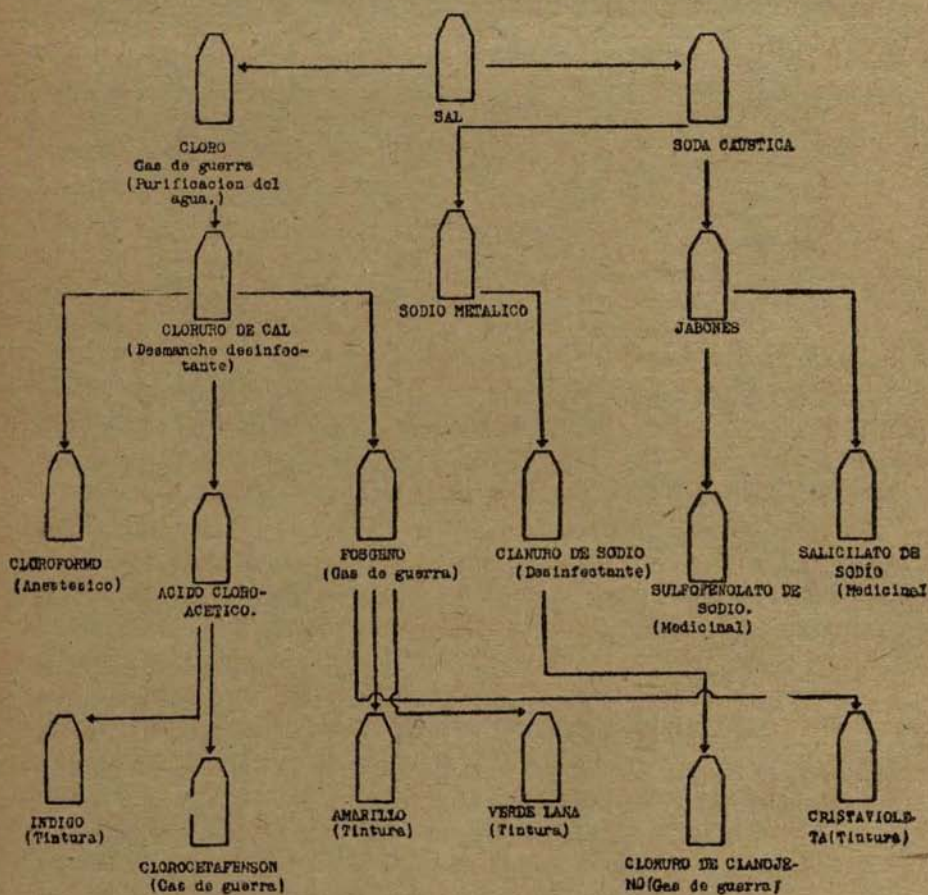 SAL
CLORO
Gas de guerra
(Purificacion del
agua.)
SODA CAUSTICA
CLORURO DE CAL
(Desmanche desinfec-
tante)
SODIO METALICO
JABONES
CLOROFORMO
(Anestesico)
ACIDO CLORO-
ACETICO.
FOSGENO
(Gas de guerra)
CIANURO DE SODIO
(Desinfectante)
SULFOFENOLATO DE
SODIO.
(Medicinal)
SALICILATO DE
SODIO
(Medicinal
INDIGO
(Tintura)
CLOROCETAFENSON
(Gas de guerra)
AMARILLO
(Tintura)
VERDE LANA
(Tintura)
CLORURO DE CIANOJE-
NO(Gas de guerra)
CRISTAVIOLE-
TA(Tintura)